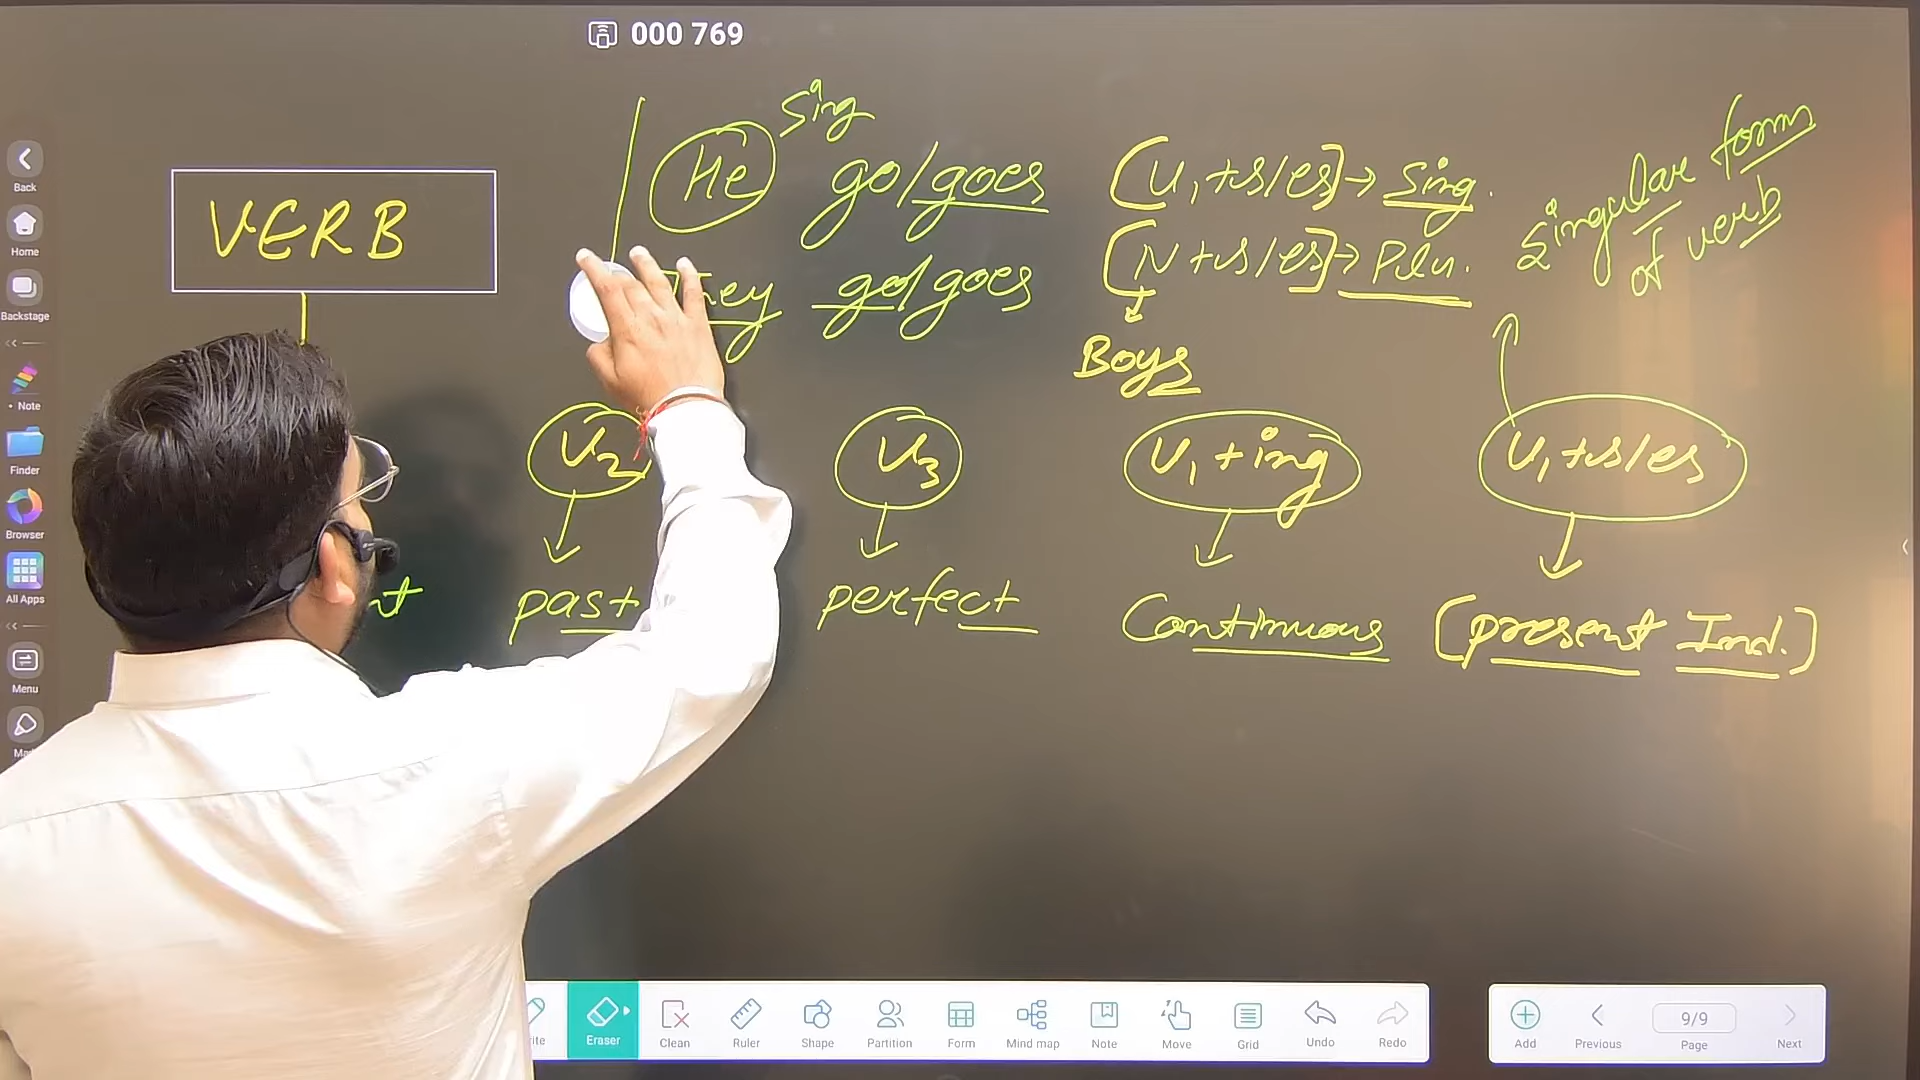 000 769
Back
Home
Backstage
Note
Finder
Browser
All Apps
Menu
VERB
Sing
He go/goes
They go/goes
[V₁+s/es]→ Sing.
[N+s/es]→ Plu.
Boys
Singular form
of verb
V₂
V₃
V₁+ing
V₁+s/es
past
perfect
Continuous
(present Ind.)
Eraser
Clean
Ruler
Shape
Partition
Form
Mind map
Note
Move
Grid
Undo
Redo
Add
Previous
9/9
Page
Next